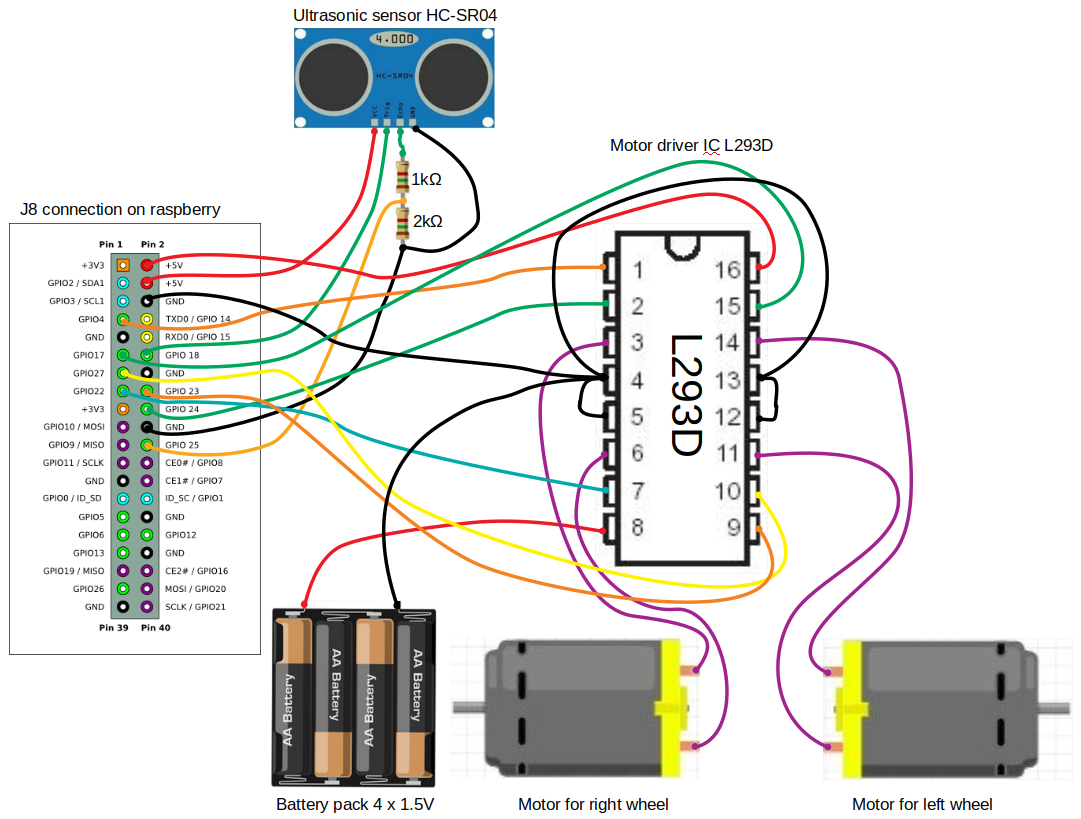 Ultrasonic sensor HC-SR04
4.000
HC-SR04
Vcc Trig Echo GND
1kΩ
2kΩ
Motor driver IC L293D
J8 connection on raspberry
Pin 1 Pin 2
+3V3 +5V
GPIO2 / SDA1 +5V
GPIO3 / SCL1 GND
GPIO4 TXD0 / GPIO 14
GND RXD0 / GPIO 15
GPIO17 GPIO 18
GPIO27 GND
GPIO22 GPIO 23
+3V3 GPIO 24
GPIO10 / MOSI GND
GPIO9 / MISO GPIO 25
GPIO11 / SCLK CE0# / GPIO8
GND CE1# / GPIO7
GPIO0 / ID_SD ID_SC / GPIO1
GPIO5 GND
GPIO6 GPIO12
GPIO13 GND
GPIO19 / MISO CE2# / GPIO16
GPIO26 MOSI / GPIO20
GND SCLK / GPIO21
Pin 39 Pin 40
1 16
2 15
3 14
4 13
5 12
6 11
7 10
8 9
L293D
AA Battery
AA Battery
AA Battery
AA Battery
Battery pack 4 x 1.5V
Motor for right wheel
Motor for left wheel